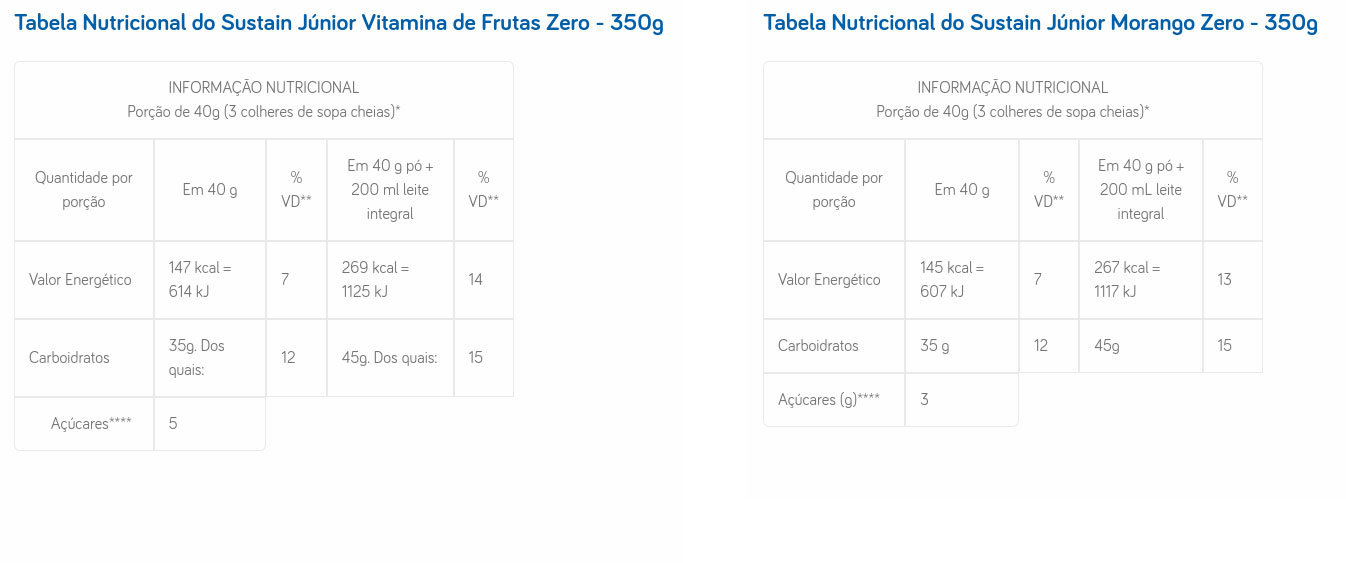 Tabela Nutricional do Sustain Júnior Vitamina de Frutas Zero - 350g
INFORMAÇÃO NUTRICIONAL
Porção de 40g (3 colheres de sopa cheias)*
Quantidade por
porção
Em 40 g
%
VD**
Em 40 g pó +
200 ml leite
integral
%
VD**
Valor Energético
147 kcal =
614 kJ
7
269 kcal =
1125 kJ
14
Carboidratos
35g. Dos
quais:
12
45g. Dos quais:
15
Açúcares****
5
Tabela Nutricional do Sustain Júnior Morango Zero - 350g
INFORMAÇÃO NUTRICIONAL
Porção de 40g (3 colheres de sopa cheias)*
Quantidade por
porção
Em 40 g
%
VD**
Em 40 g pó +
200 mL leite
integral
%
VD**
Valor Energético
145 kcal =
607 kJ
7
267 kcal =
1117 kJ
13
Carboidratos
35 g
12
45g
15
Açúcares (g)****
3